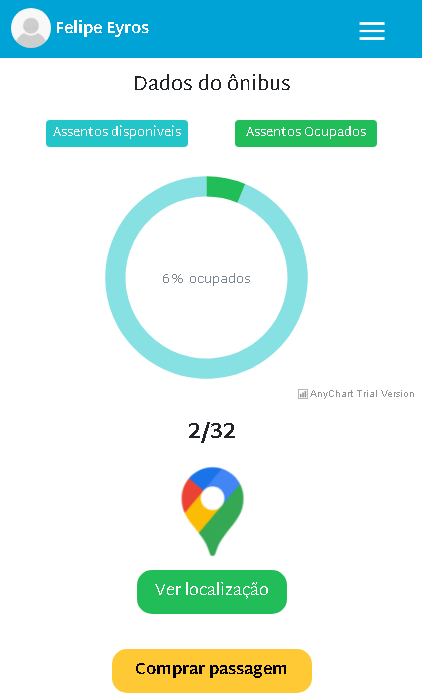 Felipe Eyros
Dados do ônibus
Assentos disponiveis
Assentos Ocupados
6% ocupados
AnyChart Trial Version
2/32
Ver localização
Comprar passagem